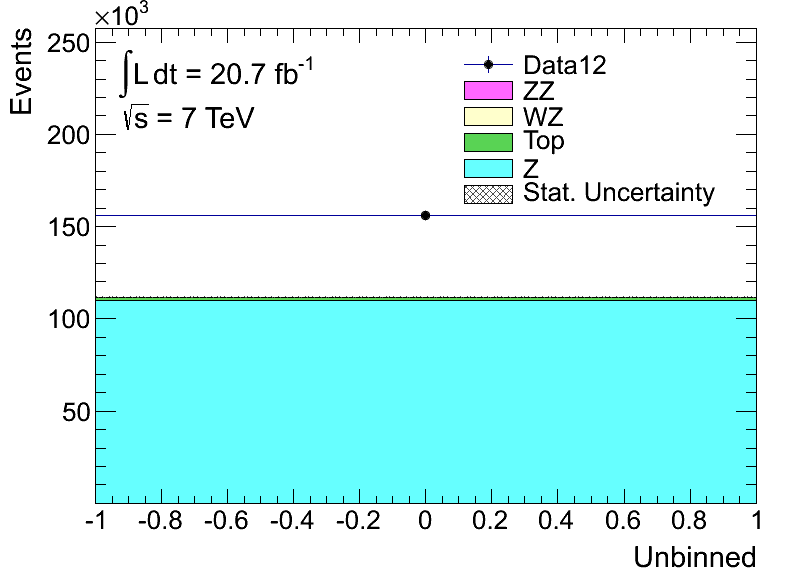 ×10³
Events
250
200
150
100
50
∫L dt = 20.7 fb⁻¹
√s = 7 TeV
Data12
ZZ
WZ
Top
Z
Stat. Uncertainty
-1 -0.8 -0.6 -0.4 -0.2 0 0.2 0.4 0.6 0.8 1
Unbinned